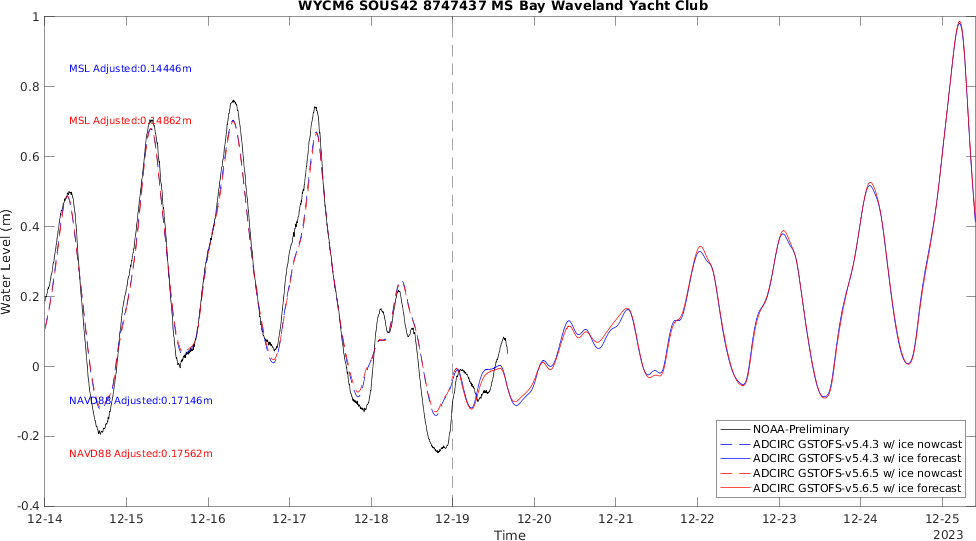 WYCM6 SOUS42 8747437 MS Bay Waveland Yacht Club
1
0.8
0.6
0.4
0.2
0
-0.2
-0.4
Water Level (m)
MSL Adjusted:0.14446m
MSL Adjusted:0.14862m
NAVD88 Adjusted:0.17146m
NAVD88 Adjusted:0.17562m
NOAA-Preliminary
ADCIRC GSTOFS-v5.4.3 w/ ice nowcast
ADCIRC GSTOFS-v5.4.3 w/ ice forecast
ADCIRC GSTOFS-v5.6.5 w/ ice nowcast
ADCIRC GSTOFS-v5.6.5 w/ ice forecast
12-14 12-15 12-16 12-17 12-18 12-19 12-20 12-21 12-22 12-23 12-24 12-25
Time
2023